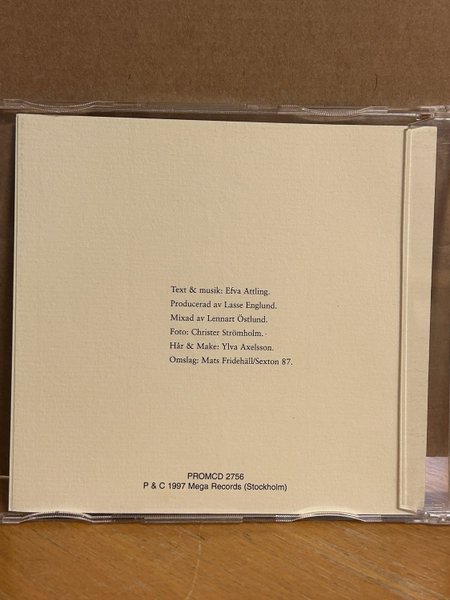 Text & musik: Efva Attling.
Producerad av Lasse Englund.
Mixad av Lennart Östlund.
Foto: Christer Strömholm.
Hår & Make: Ylva Axelsson.
Omslag: Mats Fridehäll/Sexton 87.
PROMCD 2756
P & C 1997 Mega Records (Stockholm)